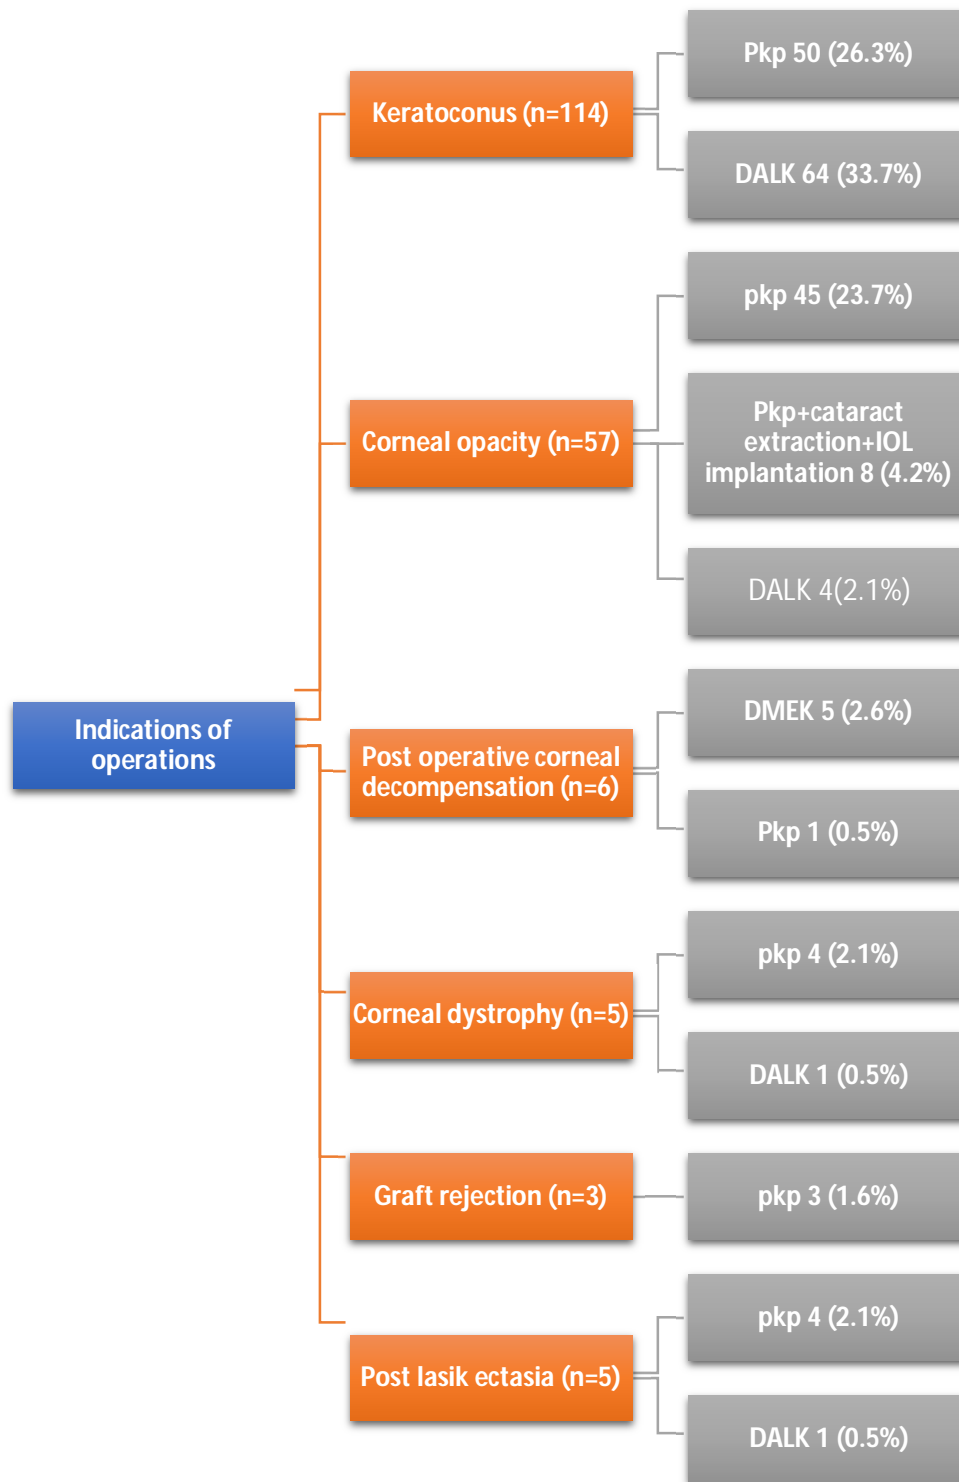 Indications of
operations
Keratoconus (n=114)
Pkp 50 (26.3%)
DALK 64 (33.7%)
Corneal opacity (n=57)
pkp 45 (23.7%)
Pkp+cataract
extraction+IOL
implantation 8 (4.2%)
DALK 4(2.1%)
Post operative corneal
decompensation (n=6)
DMEK 5 (2.6%)
Pkp 1 (0.5%)
Corneal dystrophy (n=5)
pkp 4 (2.1%)
DALK 1 (0.5%)
Graft rejection (n=3)
pkp 3 (1.6%)
Post lasik ectasia (n=5)
pkp 4 (2.1%)
DALK 1 (0.5%)